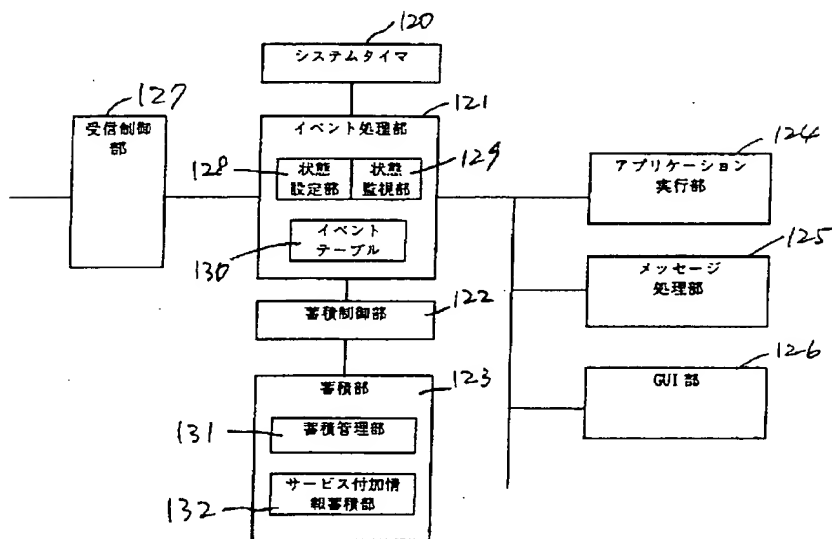 120
システムタイマ
127
受信制御
部
121
イベント処理部
128
状態
設定部
状態
監視部
129
イベント
テーブル
130
122
蓄積制御部
123
蓄積部
131
蓄積管理部
サービス付加情
報蓄積部
132
124
アプリケーション
実行部
125
メッセージ
処理部
126
GUI 部